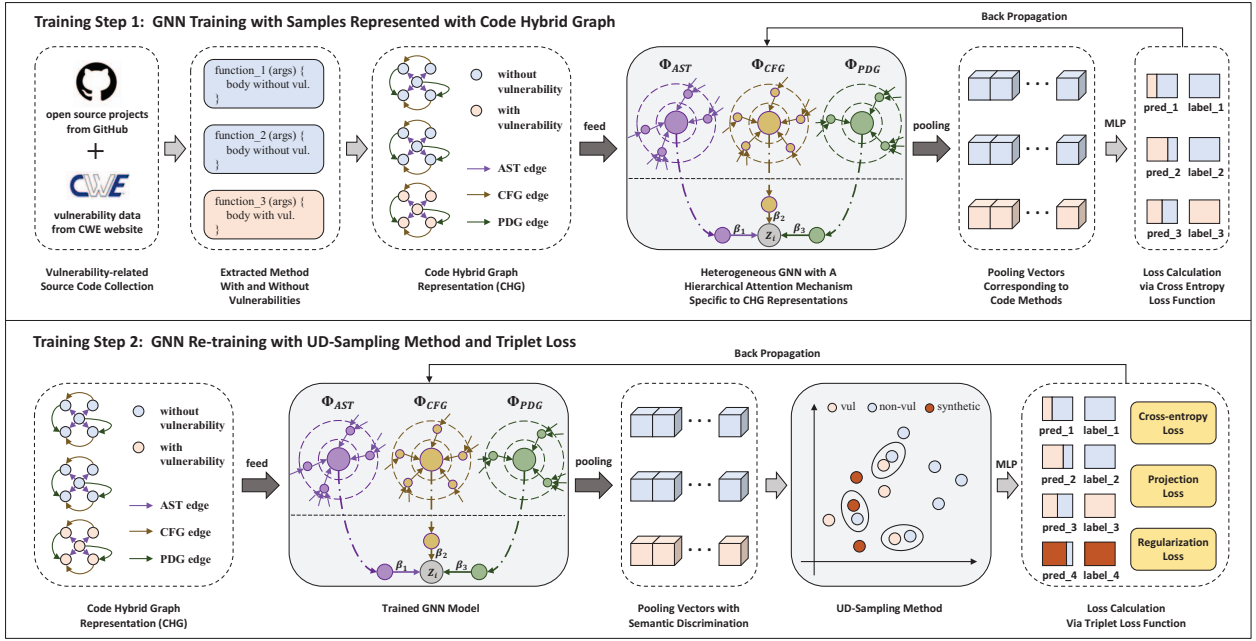 Training Step 1: GNN Training with Samples Represented with Code Hybrid Graph
Back Propagation
open source projects
from GitHub
+
CWE
vulnerability data
from CWE website
Vulnerability-related
Source Code Collection
function_1 (args) {
body without vul.
}
function_2 (args) {
body without vul.
}
function_3 (args) {
body with vul.
}
Extracted Method
With and Without
Vulnerabilities
without
vulnerability
with
vulnerability
AST edge
CFG edge
PDG edge
Code Hybrid Graph
Representation (CHG)
feed
Φ_AST
Φ_CFG
Φ_PDG
β₁
β₂
β₃
Z_i
Heterogeneous GNN with A
Hierarchical Attention Mechanism
Specific to CHG Representations
pooling
...
...
...
Pooling Vectors
Corresponding to
Code Methods
MLP
pred_1 label_1
pred_2 label_2
pred_3 label_3
Loss Calculation
via Cross Entropy
Loss Function
Training Step 2: GNN Re-training with UD-Sampling Method and Triplet Loss
Back Propagation
without
vulnerability
with
vulnerability
AST edge
CFG edge
PDG edge
Code Hybrid Graph
Representation (CHG)
feed
Φ_AST
Φ_CFG
Φ_PDG
β₁
β₂
β₃
Z_i
Trained GNN Model
pooling
...
...
...
Pooling Vectors with
Semantic Discrimination
vul non-vul synthetic
UD-Sampling Method
MLP
pred_1 label_1
pred_2 label_2
pred_3 label_3
pred_4 label_4
Cross-entropy
Loss
Projection
Loss
Regularization
Loss
Loss Calculation
Via Triplet Loss Function